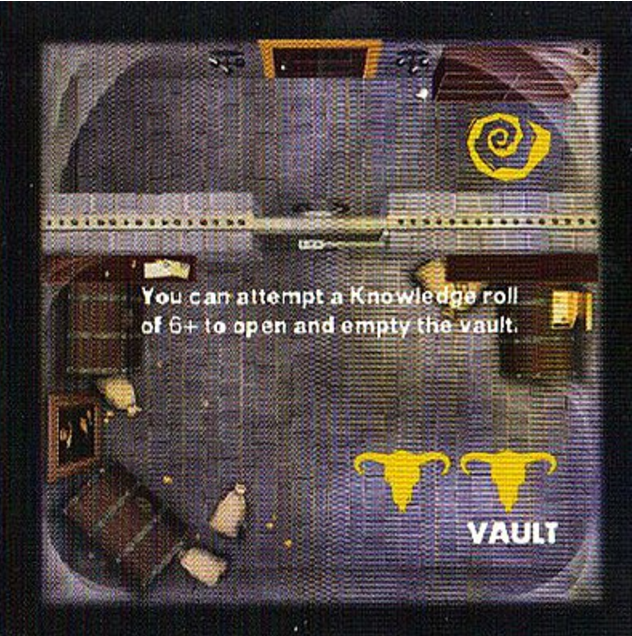 You can attempt a Knowledge roll
of 6+ to open and empty the vault.
VAULT